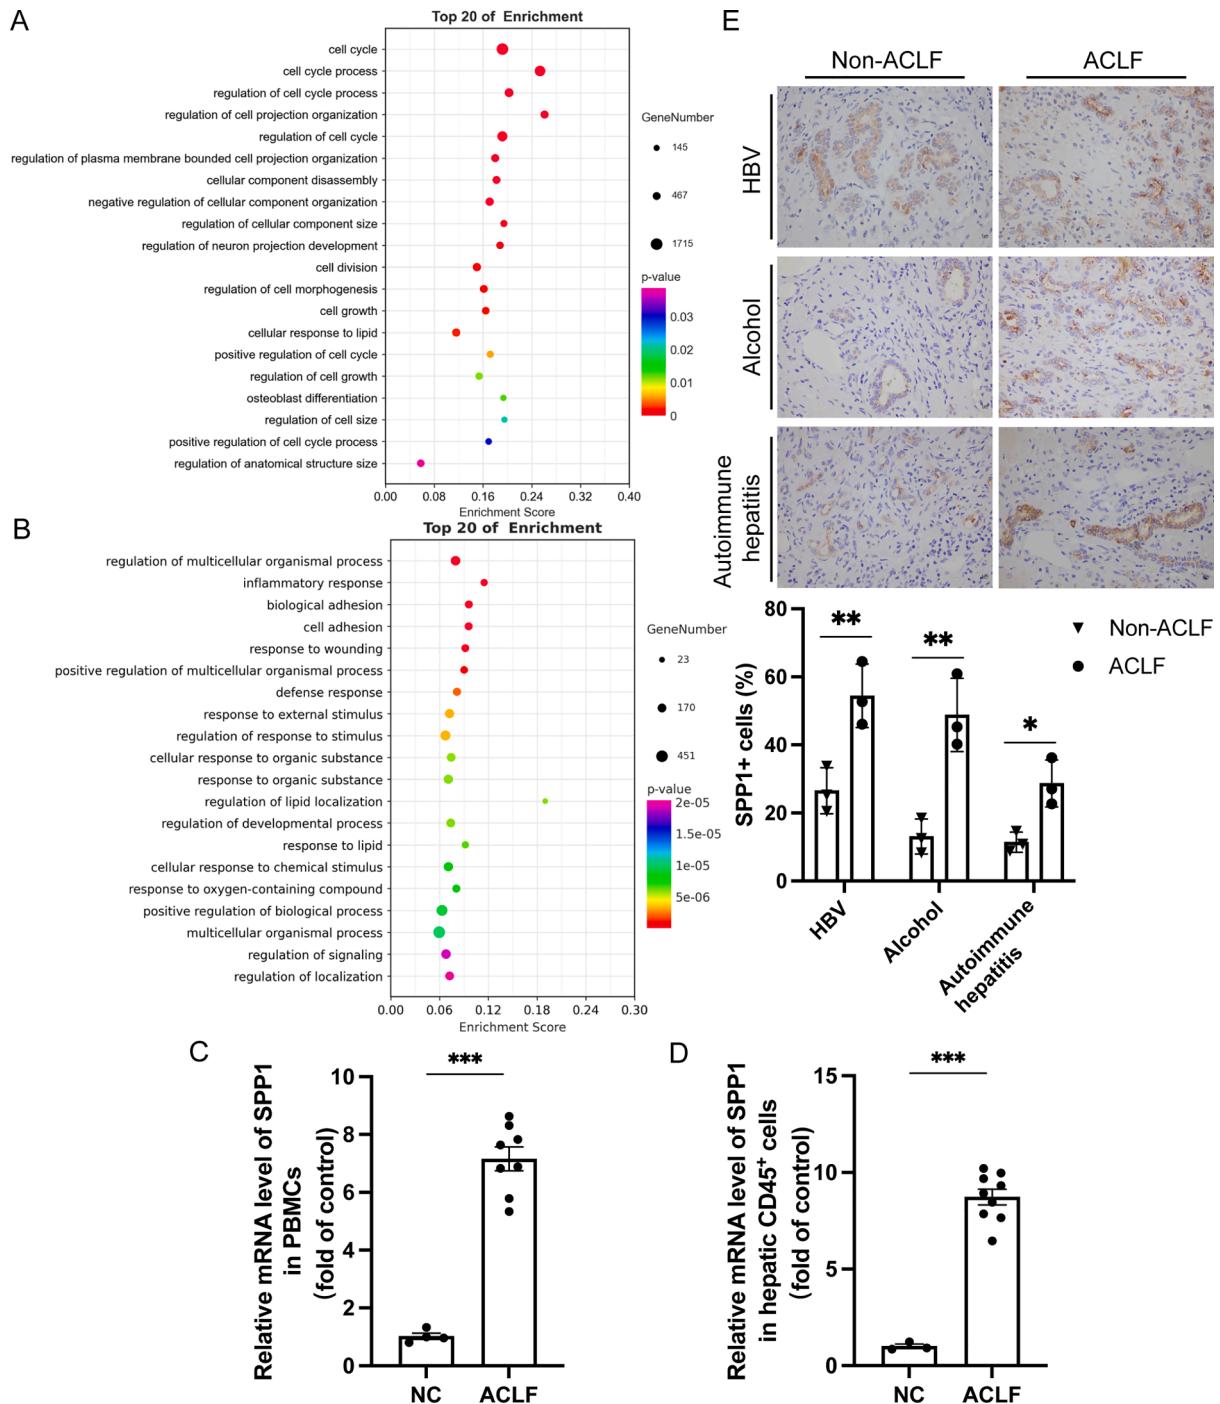 A
Top 20 of Enrichment
cell cycle
cell cycle process
regulation of cell cycle process
regulation of cell projection organization
regulation of cell cycle
regulation of plasma membrane bounded cell projection organization
cellular component disassembly
negative regulation of cellular component organization
regulation of cellular component size
regulation of neuron projection development
cell division
regulation of cell morphogenesis
cell growth
cellular response to lipid
positive regulation of cell cycle
regulation of cell growth
osteoblast differentiation
regulation of cell size
positive regulation of cell cycle process
regulation of anatomical structure size
0.00 0.08 0.16 0.24 0.32 0.40
Enrichment Score
GeneNumber
145
467
1715
p-value
0.03
0.02
0.01
0
B
Top 20 of Enrichment
regulation of multicellular organismal process
inflammatory response
biological adhesion
cell adhesion
response to wounding
positive regulation of multicellular organismal process
defense response
response to external stimulus
regulation of response to stimulus
cellular response to organic substance
response to organic substance
regulation of lipid localization
regulation of developmental process
response to lipid
cellular response to chemical stimulus
response to oxygen-containing compound
positive regulation of biological process
multicellular organismal process
regulation of signaling
regulation of localization
0.00 0.06 0.12 0.18 0.24 0.30
Enrichment Score
GeneNumber
23
170
451
p-value
2e-05
1.5e-05
1e-05
5e-06
C
Relative mRNA level of SPP1
in PBMCs
(fold of control)
10
8
6
4
2
0
***
NC ACLF
D
Relative mRNA level of SPP1
in hepatic CD45+ cells
(fold of control)
15
10
5
0
***
NC ACLF
E
Non-ACLF ACLF
HBV
Alcohol
Autoimmune
hepatitis
SPP1+ cells (%)
80
60
40
20
0
**
**
*
Non-ACLF
ACLF
HBV
Alcohol
Autoimmune
hepatitis